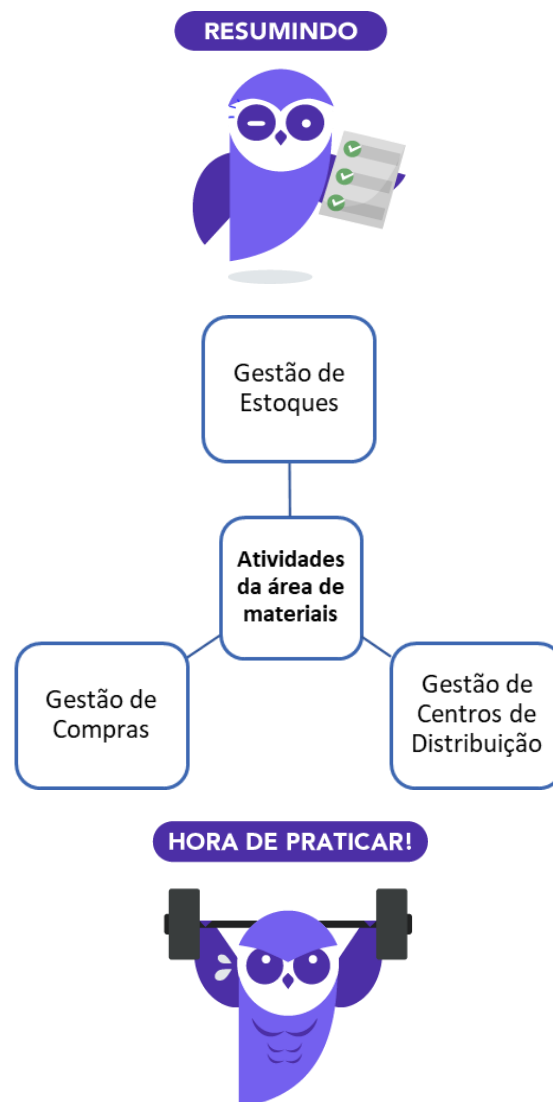 RESUMINDO
Gestão de
Estoques
Atividades
da área de
materiais
Gestão de
Compras
Gestão de
Centros de
Distribuição
HORA DE PRATICAR!